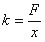 k = F/x